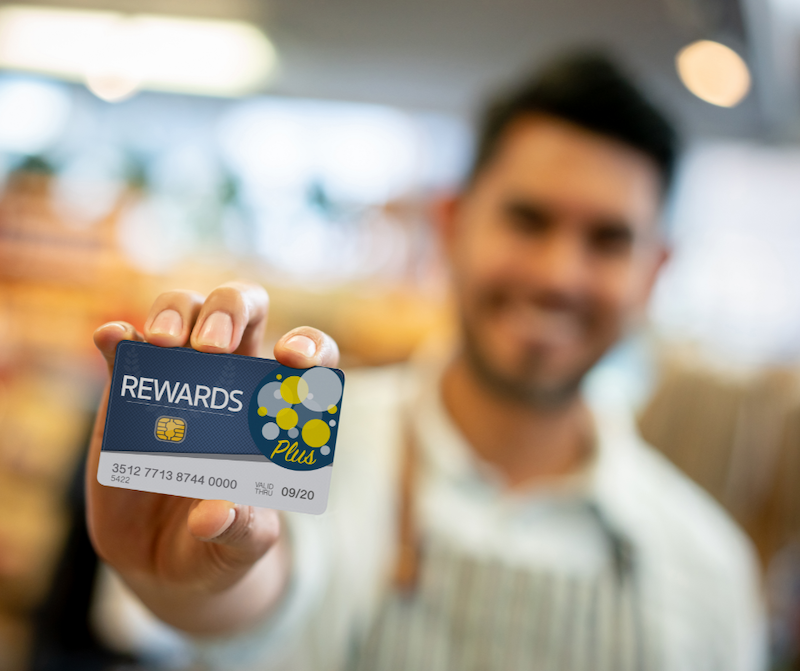 REWARDS
Plus
3512 7713 8744 0000
5422
VALID
THRU
09/20